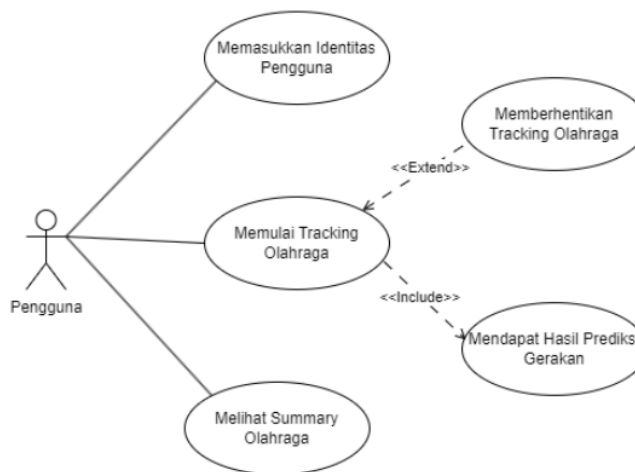 Memasukkan Identitas
Pengguna
Memberhentikan
Tracking Olahraga
<<Extend>>
Memulai Tracking
Olahraga
<<Include>>
Pengguna
Mendapat Hasil Prediks
Gerakan
Melihat Summary
Olahraga